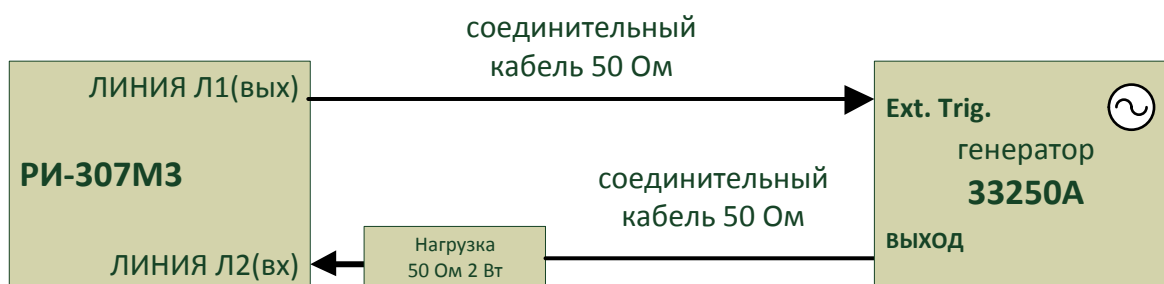 соединительный
кабель 50 Ом
ЛИНИЯ Л1(вых)
РИ-307М3
ЛИНИЯ Л2(вх)
Ext. Trig.
генератор
33250А
выход
соединительный
кабель 50 Ом
Нагрузка
50 Ом 2 Вт